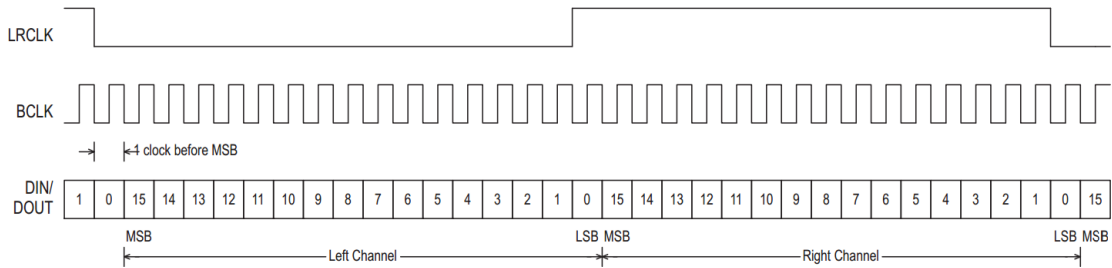 LRCLK
BCLK
1 clock before MSB
DIN/
DOUT
1 0 15 14 13 12 11 10 9 8 7 6 5 4 3 2 1 0 15 14 13 12 11 10 9 8 7 6 5 4 3 2 1 0 15
MSB LSB MSB LSB MSB
Left Channel Right Channel